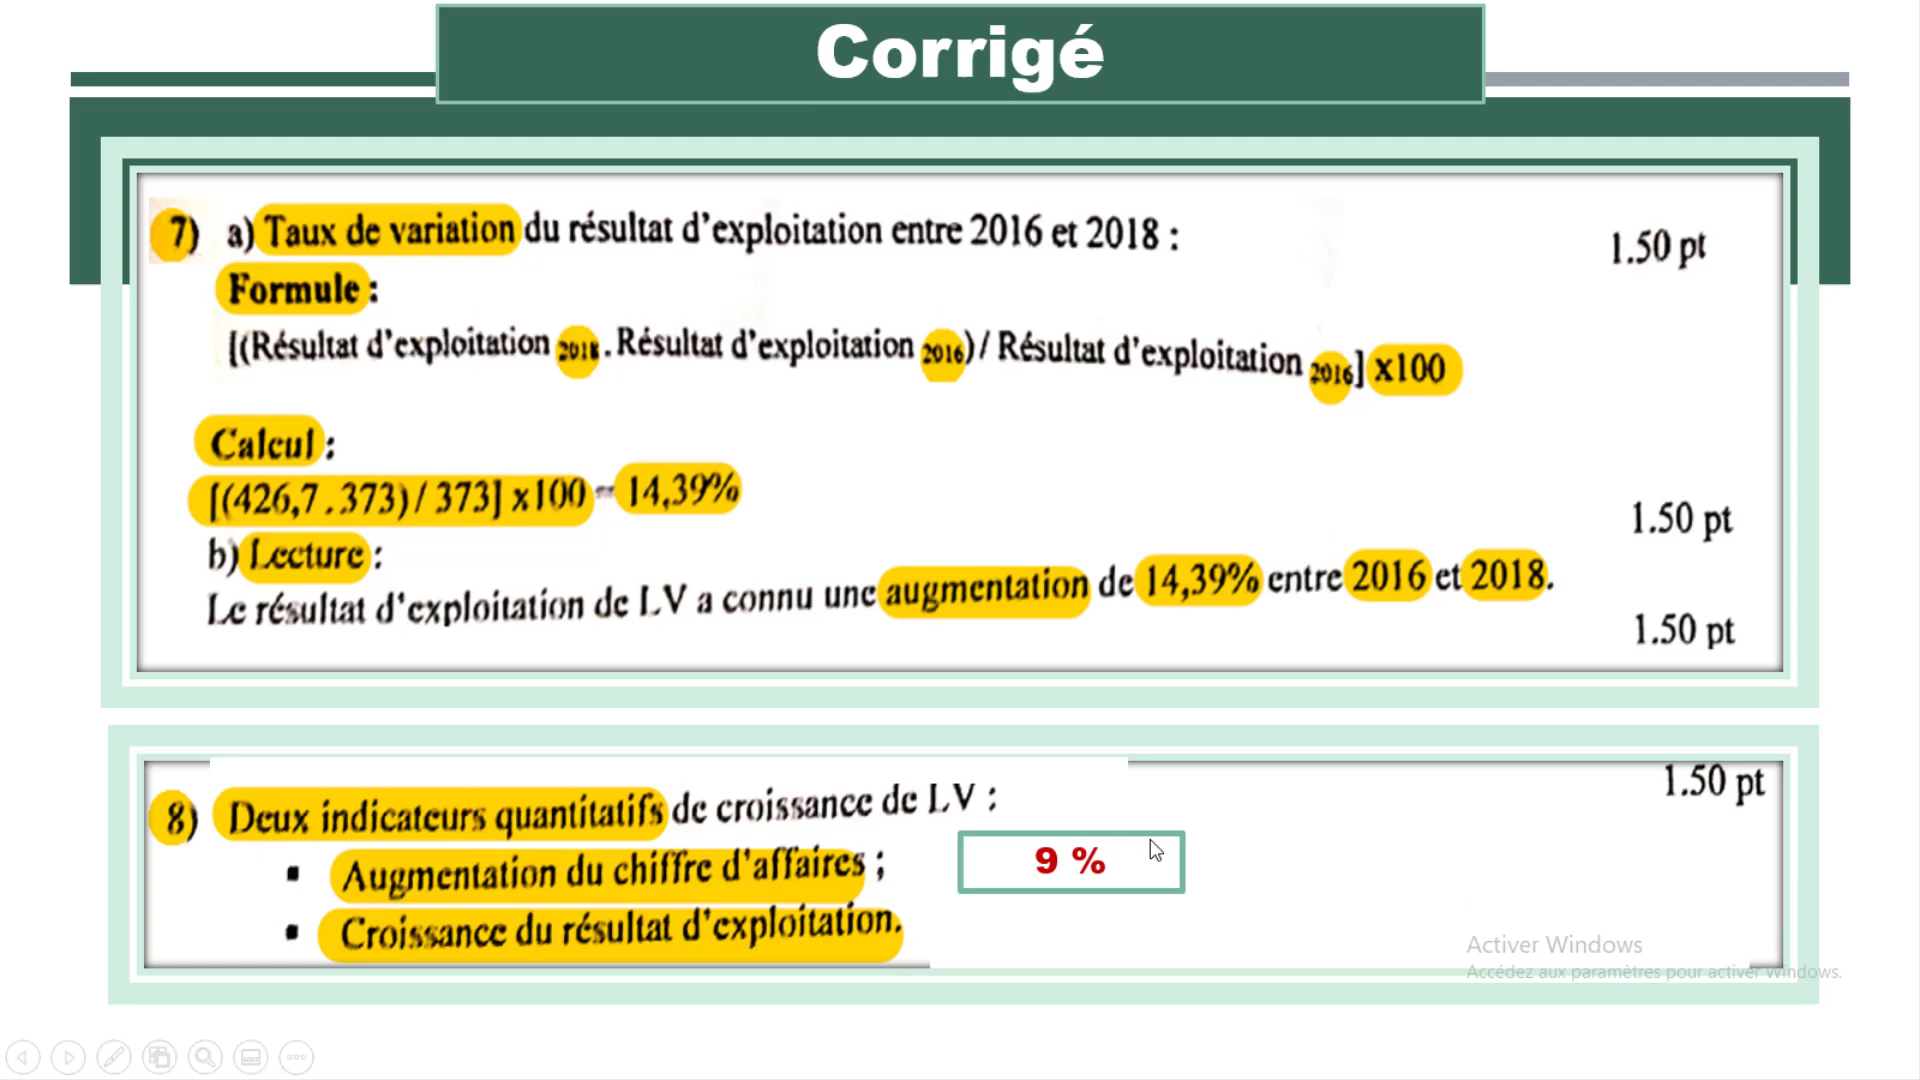 Corrigé
7) a) Taux de variation du résultat d'exploitation entre 2016 et 2018 :
1.50 pt
Formule :
[(Résultat d'exploitation 2018 . Résultat d'exploitation 2016)/ Résultat d'exploitation 2016] x100
Calcul :
[(426,7 . 373) / 373] x100 = 14,39%
1.50 pt
b) Lecture :
Le résultat d'exploitation de LV a connu une augmentation de 14,39% entre 2016 et 2018.
1.50 pt
8) Deux indicateurs quantitatifs de croissance de LV :
1.50 pt
▪ Augmentation du chiffre d'affaires ;
9 %
▪ Croissance du résultat d'exploitation.
Activer Windows
Accédez aux paramètres pour activer Windows.